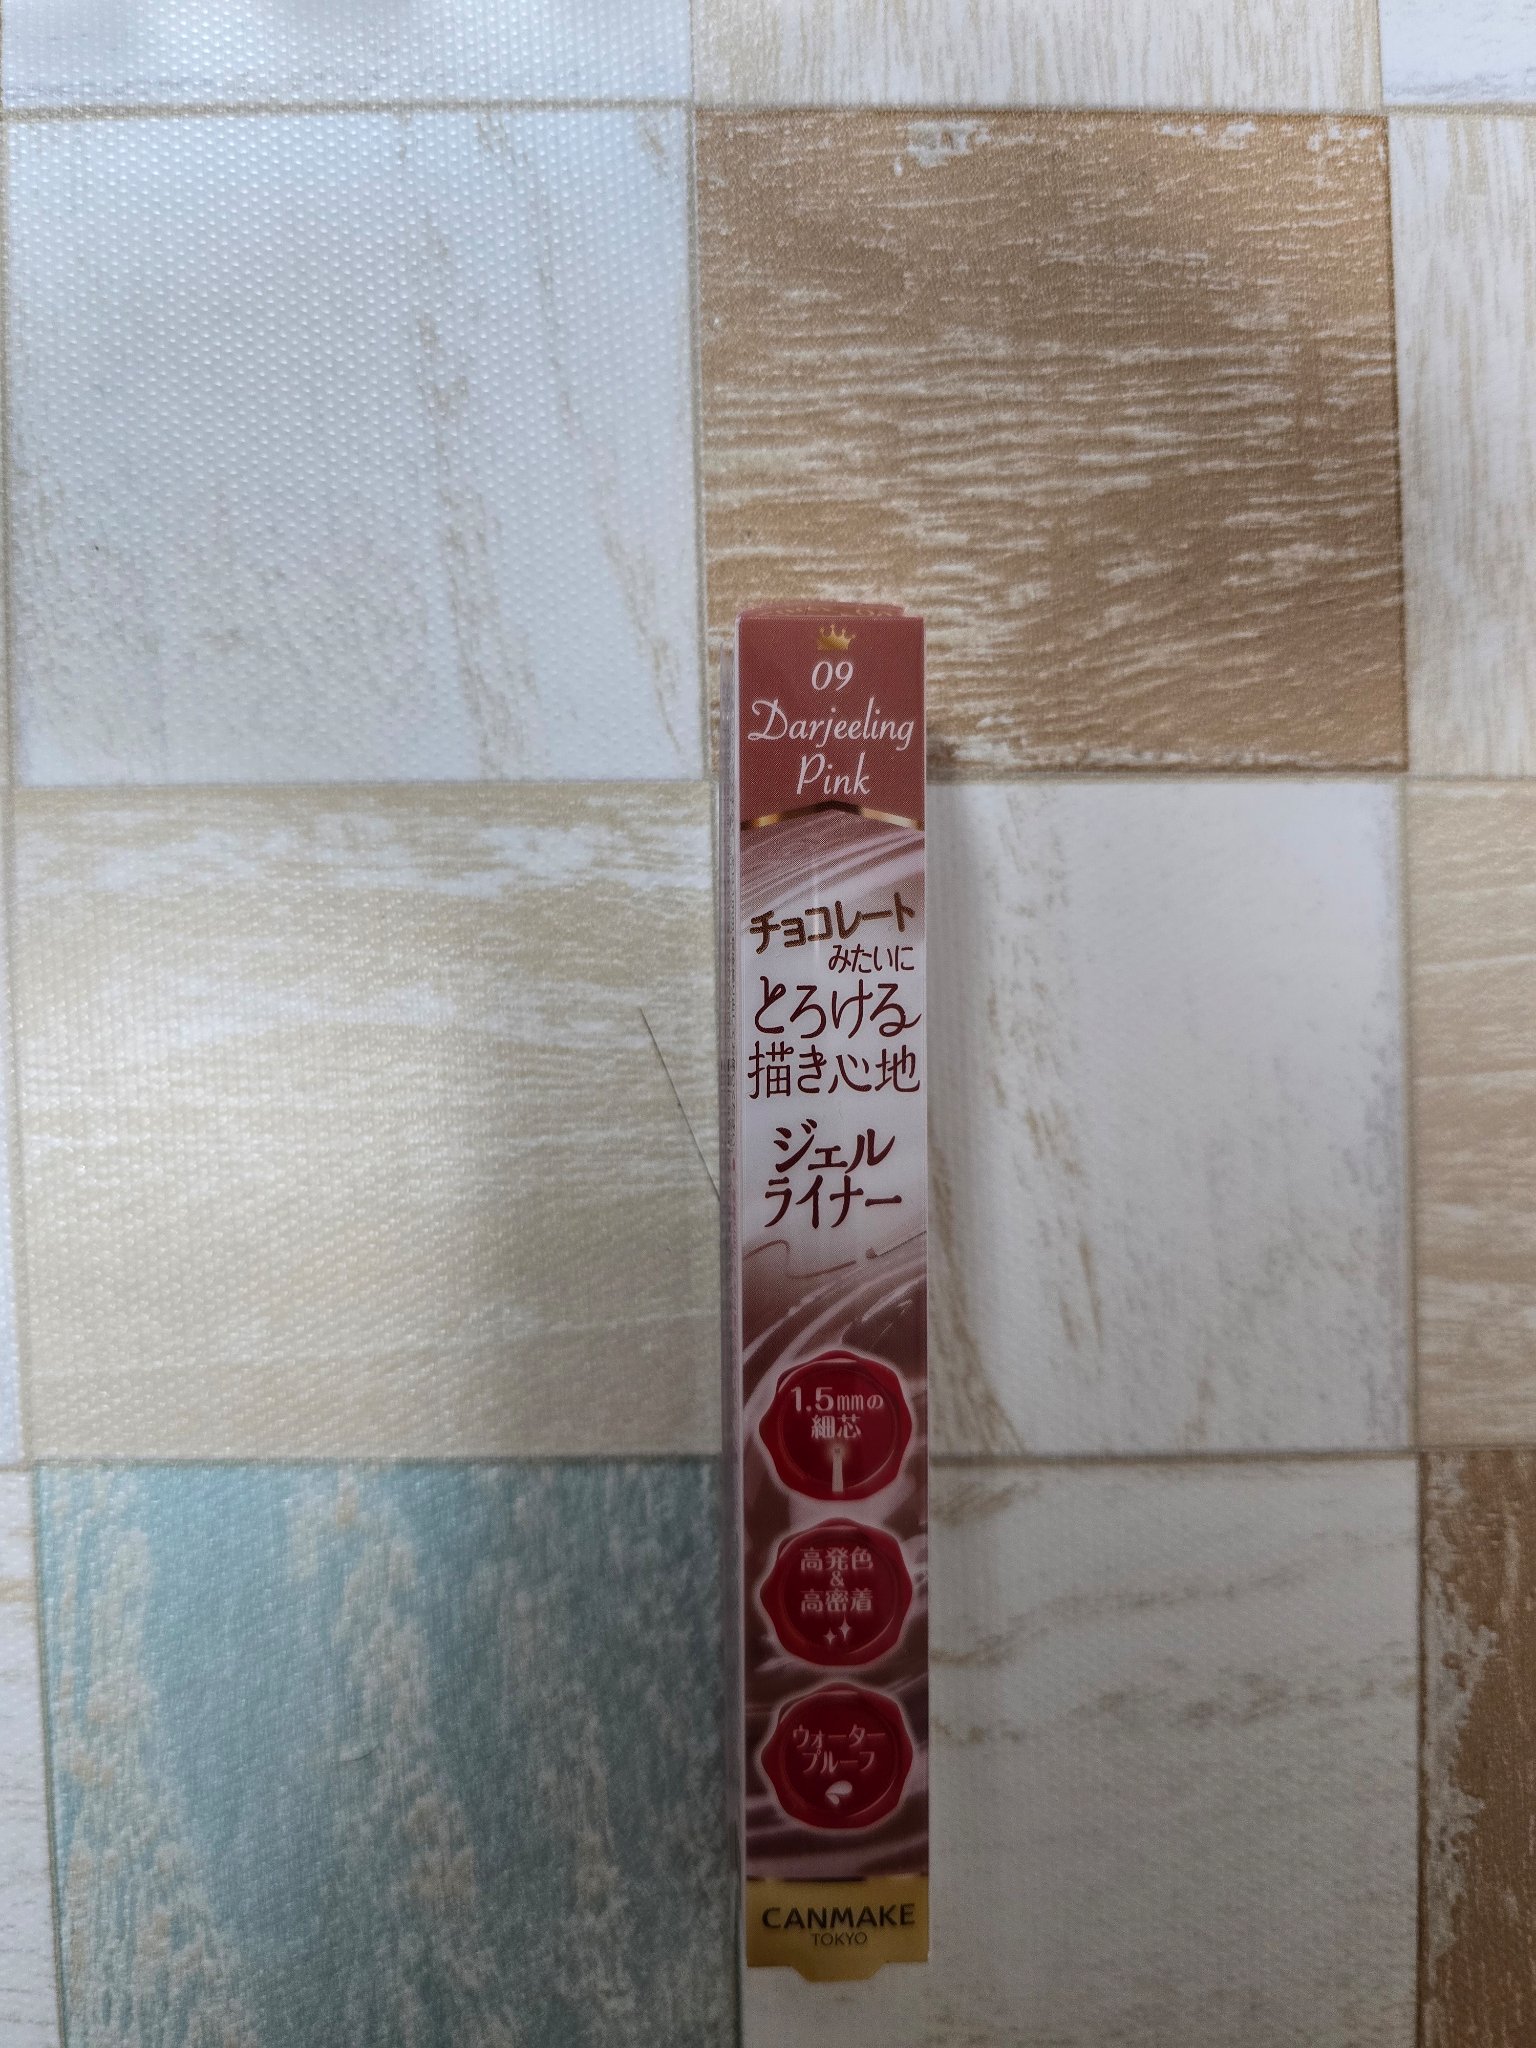 09
Darjeeling
Pink
チョコレート
みたいに
とろける
描き心地
ジェル
ライナー
1.5mmの
細芯
高発色
&
高密着
ウォーター
プルーフ
CANMAKE
TOKYO